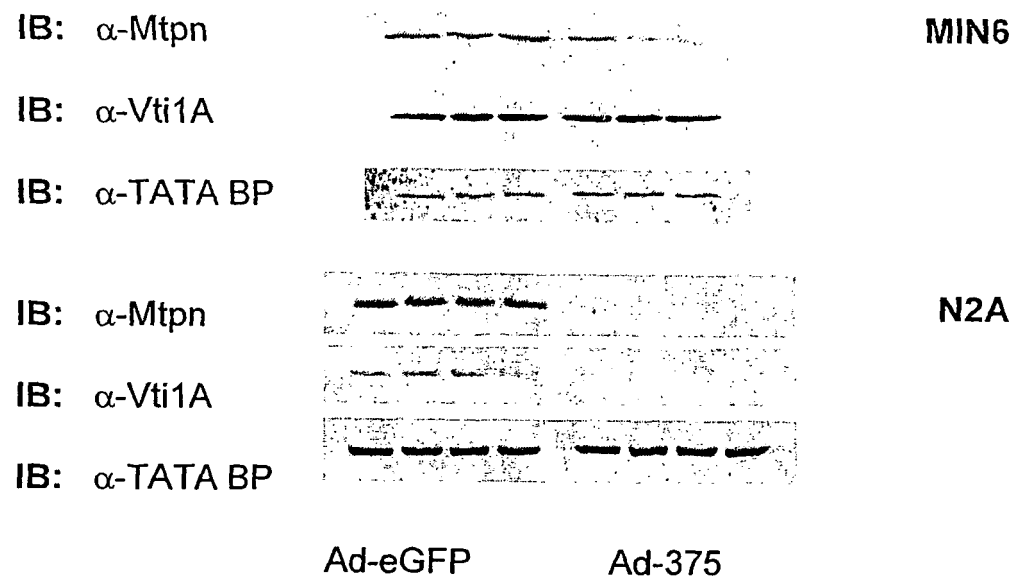 IB: α-Mtpn MIN6
IB: α-Vti1A
IB: α-TATA BP
IB: α-Mtpn N2A
IB: α-Vti1A
IB: α-TATA BP
Ad-eGFP Ad-375